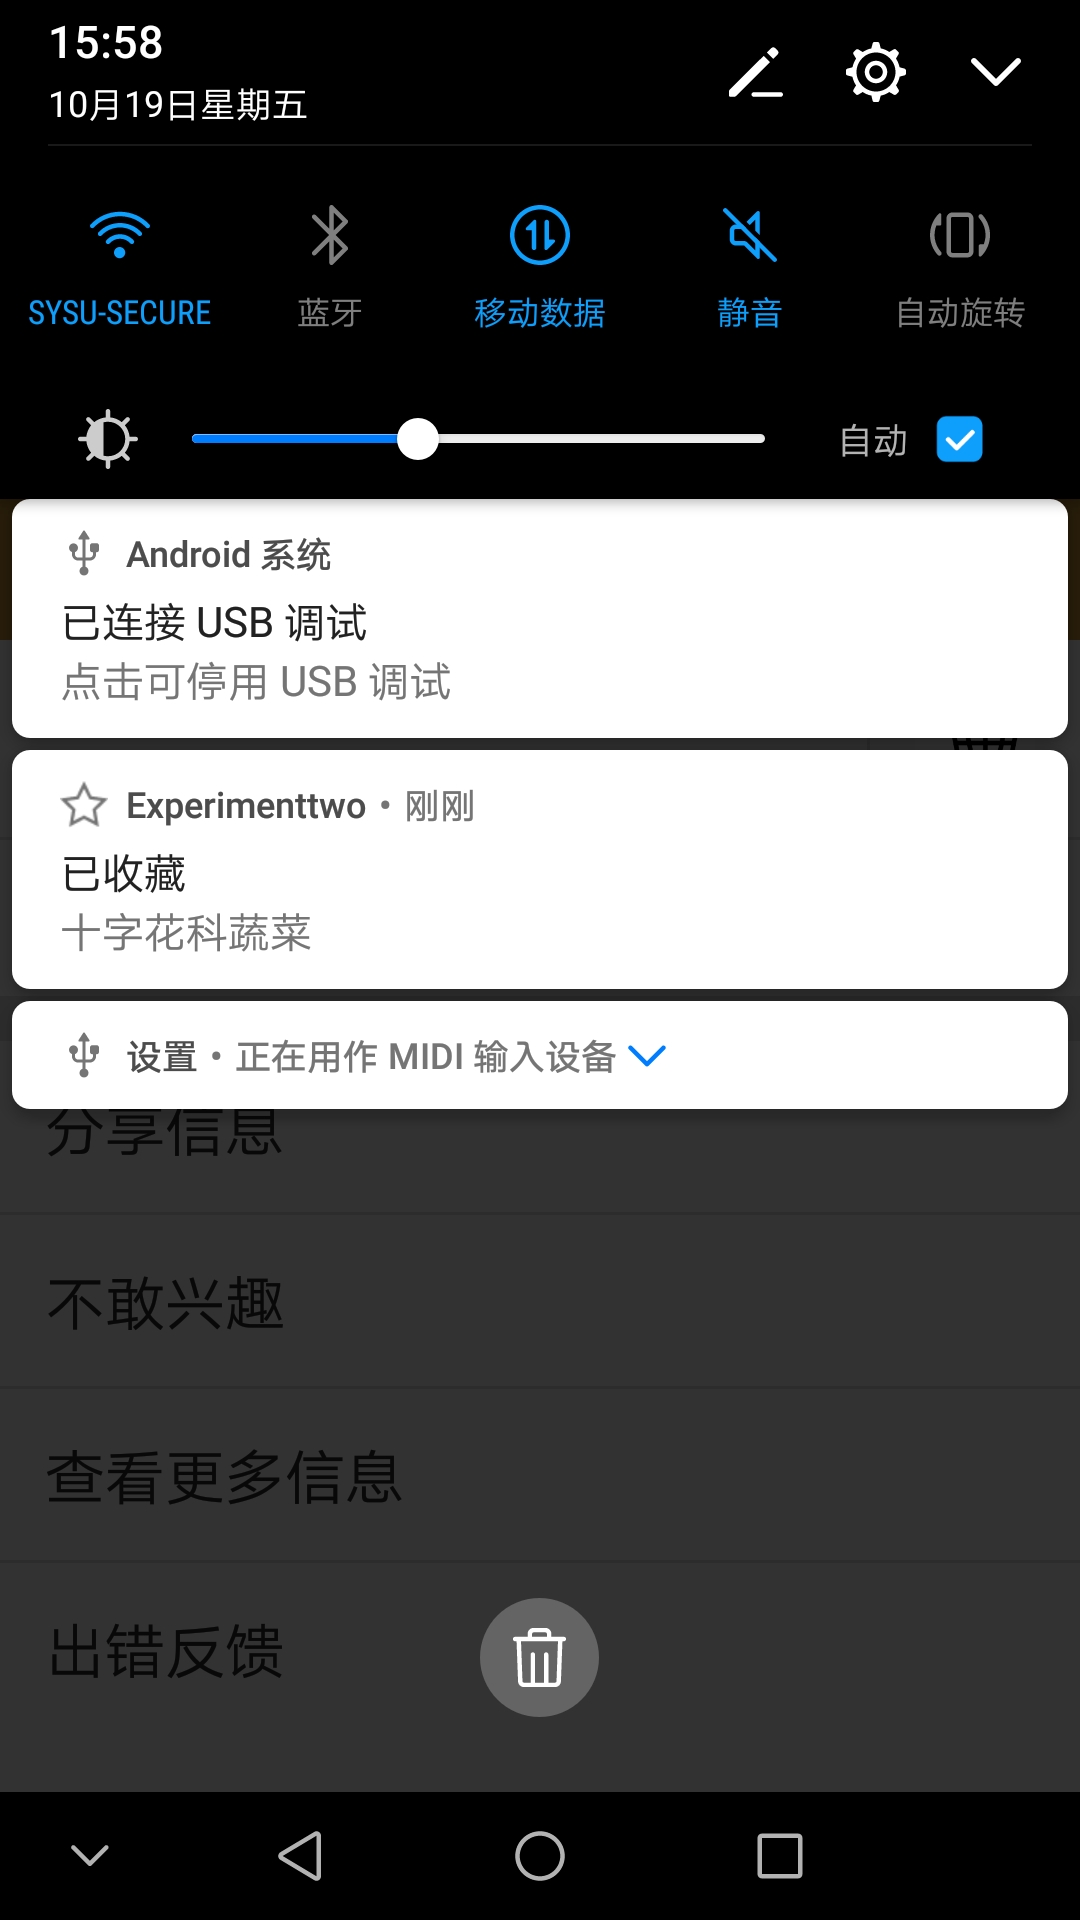 15:58
10月19日星期五
SYSU-SECURE 蓝牙 移动数据 静音 自动旋转
自动
Android 系统
已连接 USB 调试
点击可停用 USB 调试
Experimenttwo • 刚刚
已收藏
十字花科蔬菜
设置 • 正在用作 MIDI 输入设备
分享信息
不敢兴趣
查看更多信息
出错反馈